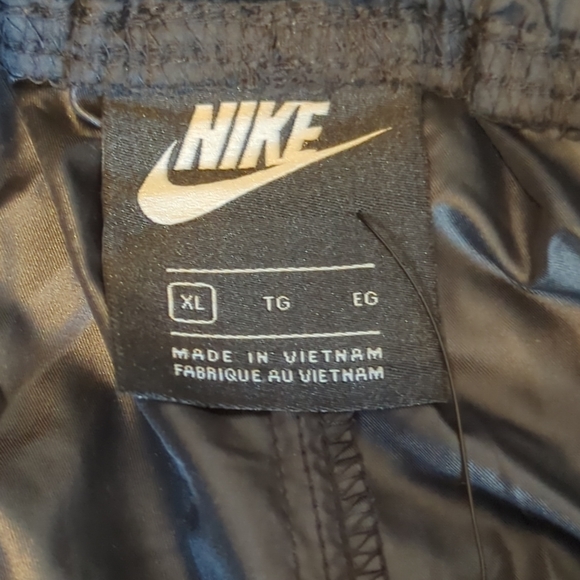 NIKE
XL TG EG
MADE IN VIETNAM
FABRIQUE AU VIETNAM